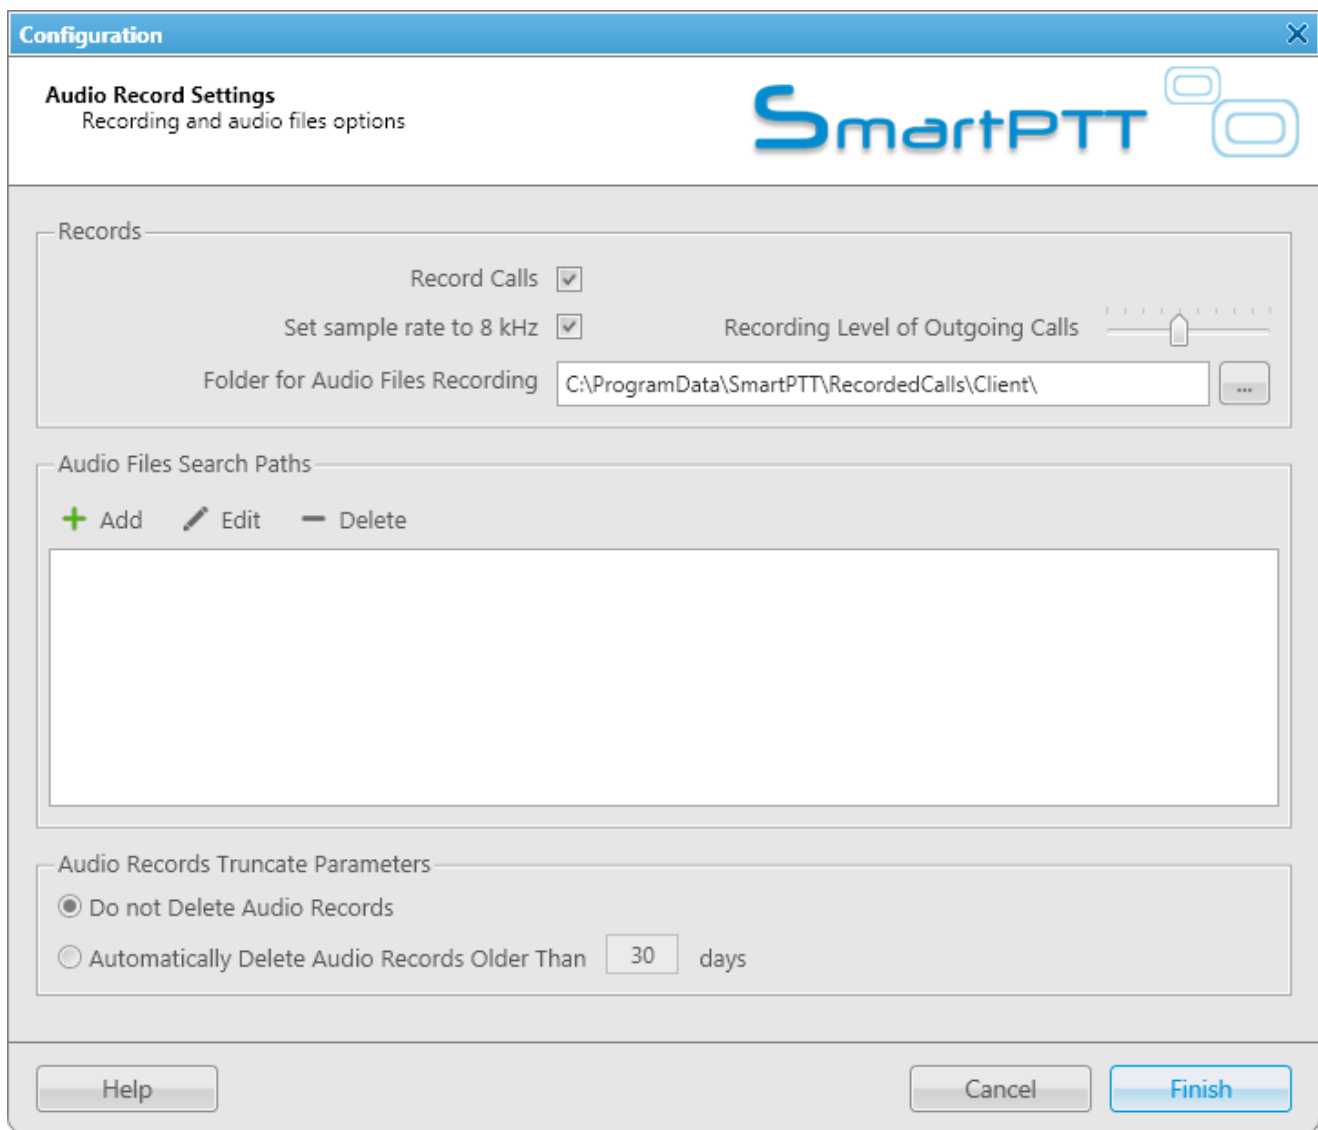 Configuration
Audio Record Settings
Recording and audio files options
SmartPTT
Records
Record Calls
Set sample rate to 8 kHz Recording Level of Outgoing Calls
Folder for Audio Files Recording C:\ProgramData\SmartPTT\RecordedCalls\Client\ ...
Audio Files Search Paths
Add Edit Delete
Audio Records Truncate Parameters
Do not Delete Audio Records
Automatically Delete Audio Records Older Than 30 days
Help Cancel Finish